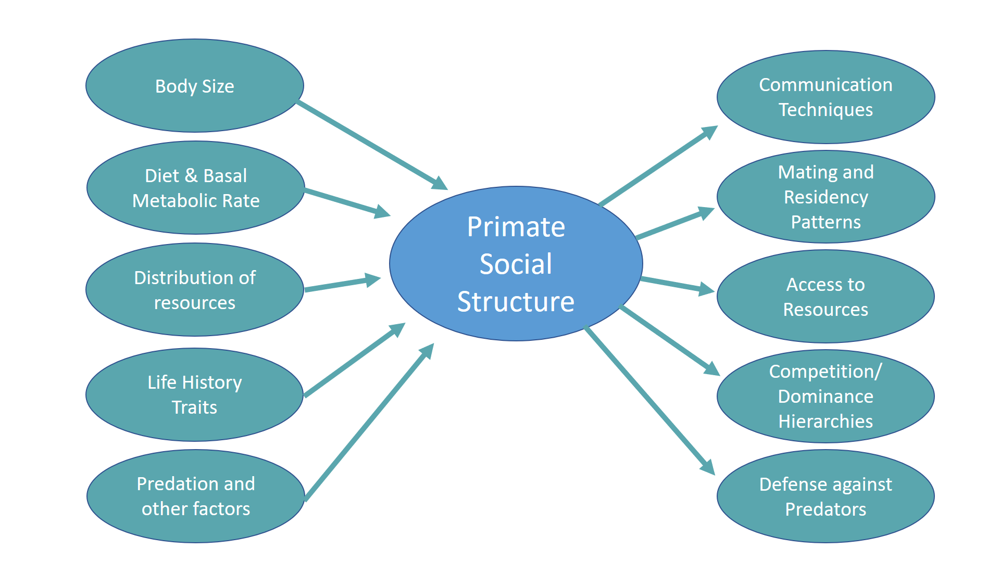 Body Size
Diet & Basal
Metabolic Rate
Distribution of
resources
Life History
Traits
Predation and
other factors
Primate
Social
Structure
Communication
Techniques
Mating and
Residency
Patterns
Access to
Resources
Competition/
Dominance
Hierarchies
Defense against
Predators